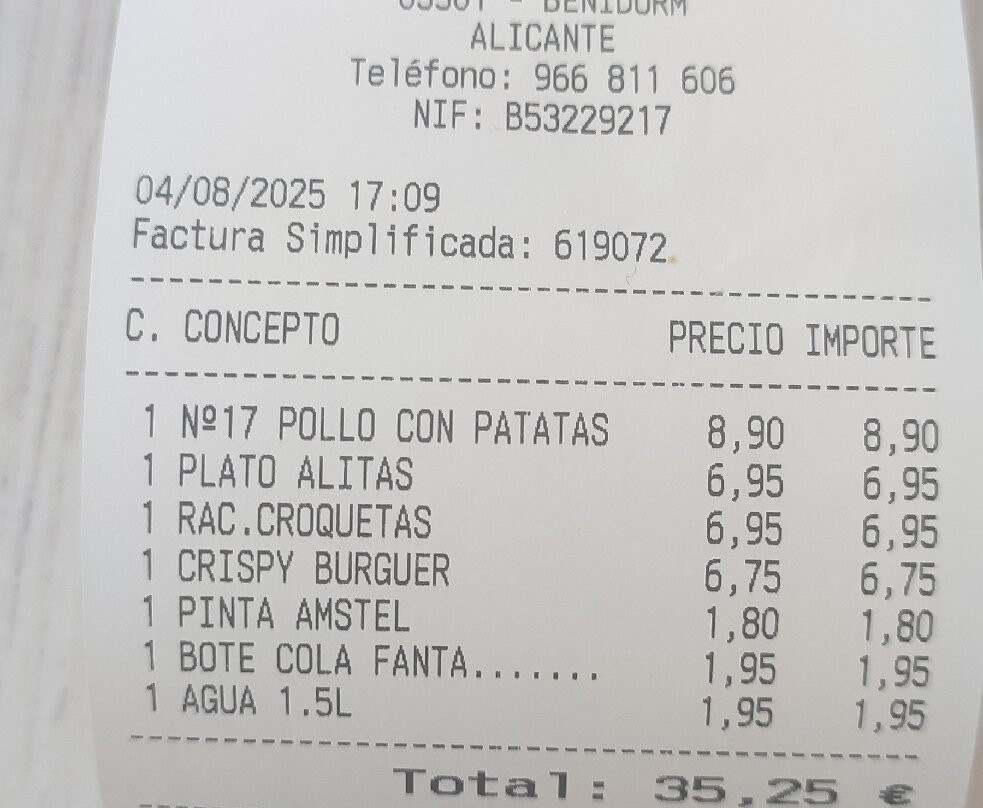 03501 - BENIDORM
ALICANTE
Teléfono: 966 811 606
NIF: B53229217
04/08/2025 17:09
Factura Simplificada: 619072
C. CONCEPTO PRECIO IMPORTE
1 Nº17 POLLO CON PATATAS 8,90 8,90
1 PLATO ALITAS 6,95 6,95
1 RAC.CROQUETAS 6,95 6,95
1 CRISPY BURGUER 6,75 6,75
1 PINTA AMSTEL 1,80 1,80
1 BOTE COLA FANTA....... 1,95 1,95
1 AGUA 1.5L 1,95 1,95
Total: 35,25 €